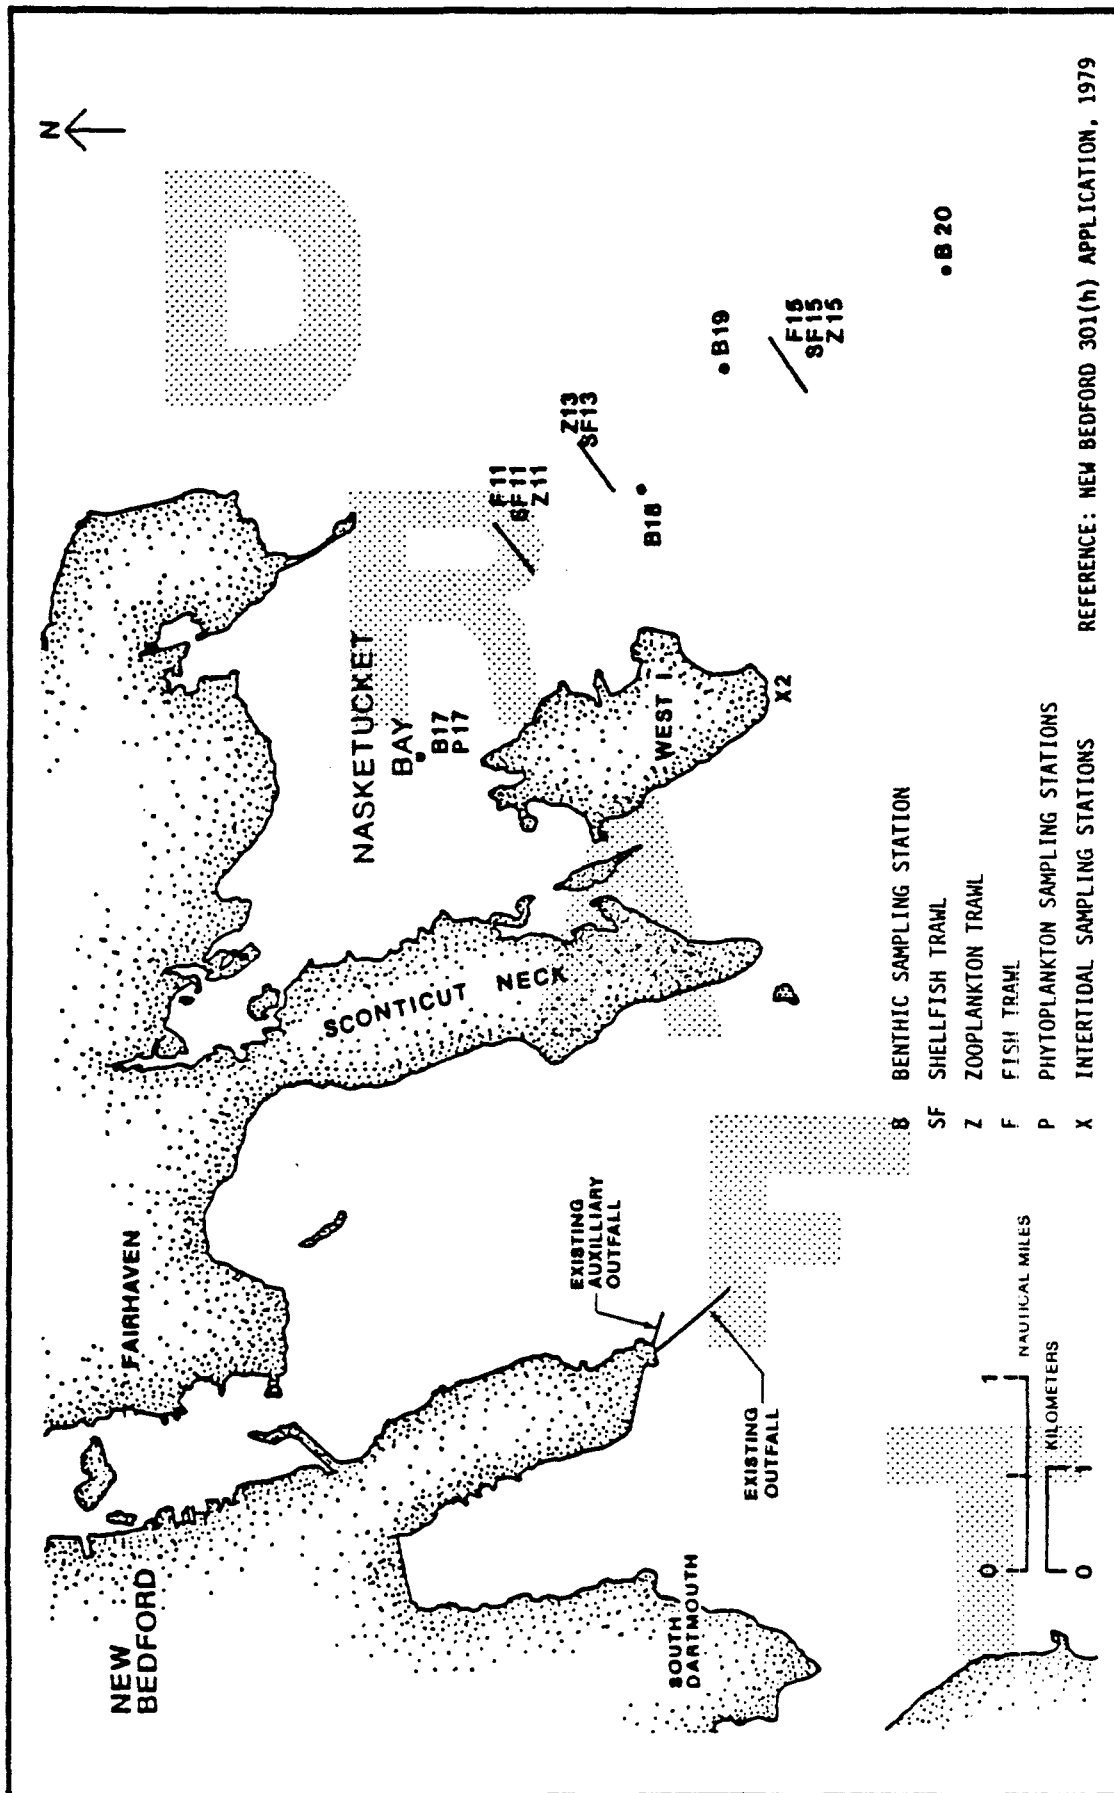 N
NEW
BEDFORD
FAIRHAVEN
SCONTICUT NECK
NASKETUCKET
BAY
B17
P17
WEST I.
X2
F11
SF11
Z11
Z13
SF13
B18
B19
F15
SF15
Z15
B 20
SOUTH
DARTMOUTH
EXISTING
AUXILLIARY
OUTFALL
EXISTING
OUTFALL
0 1
NAUTICAL MILES
KILOMETERS
0 1
B BENTHIC SAMPLING STATION
SF SHELLFISH TRAWL
Z ZOOPLANKTON TRAWL
F FISH TRAWL
P PHYTOPLANKTON SAMPLING STATIONS
X INTERTIDAL SAMPLING STATIONS
REFERENCE: NEW BEDFORD 301(h) APPLICATION, 1979
DRAFT